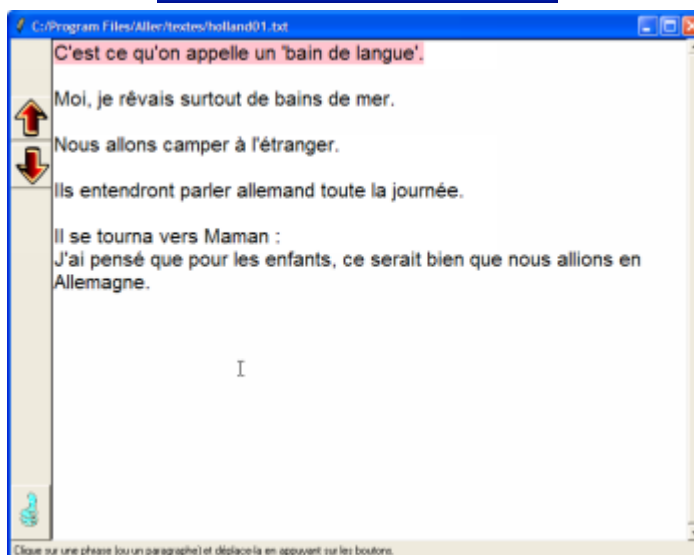 C:/Program Files/Aller/textes/holland01.txt
C'est ce qu'on appelle un 'bain de langue'.
Moi, je rêvais surtout de bains de mer.
Nous allons camper à l'étranger.
Ils entendront parler allemand toute la journée.
Il se tourna vers Maman :
J'ai pensé que pour les enfants, ce serait bien que nous allions en
Allemagne.
Clique sur une phrase (ou un paragraphe) et déplace-la en appuyant sur les boutons.